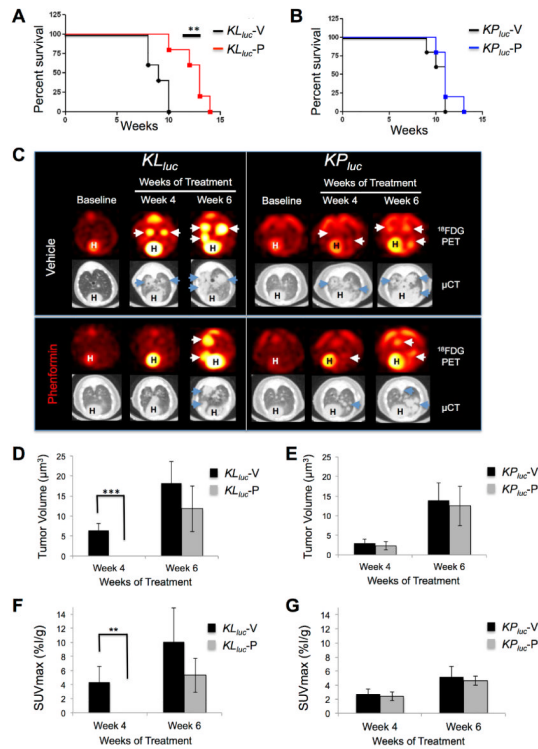 A
** KLluc-V
KLluc-P
Percent survival
125
100
75
50
25
0
0 5 10 15
Weeks
B
KPluc-V
KPluc-P
Percent survival
125
100
75
50
25
0
0 5 10 15
Weeks
C
KLluc KPluc
Weeks of Treatment Weeks of Treatment
Baseline Week 4 Week 6 Baseline Week 4 Week 6
Vehicle
H H H H H H
18FDG
PET
H H H H H H
µCT
Phenformin
H H H H H H
18FDG
PET
H H H H H H
µCT
D
Tumor Volume (µm3)
25
20
15
10
5
0
***
KLluc-V
KLluc-P
Week 4 Week 6
Weeks of Treatment
E
Tumor Volume (µm3)
25
20
15
10
5
0
KPluc-V
KPluc-P
Week 4 Week 6
Weeks of Treatment
F
SUVmax (%I/g)
14
12
10
8
6
4
2
0
**
KLluc-V
KLluc-P
Week 4 Week 6
Weeks of Treatment
G
SUVmax (%I/g)
14
12
10
8
6
4
2
0
KPluc-V
KPluc-P
Week 4 Week 6
Weeks of Treatment